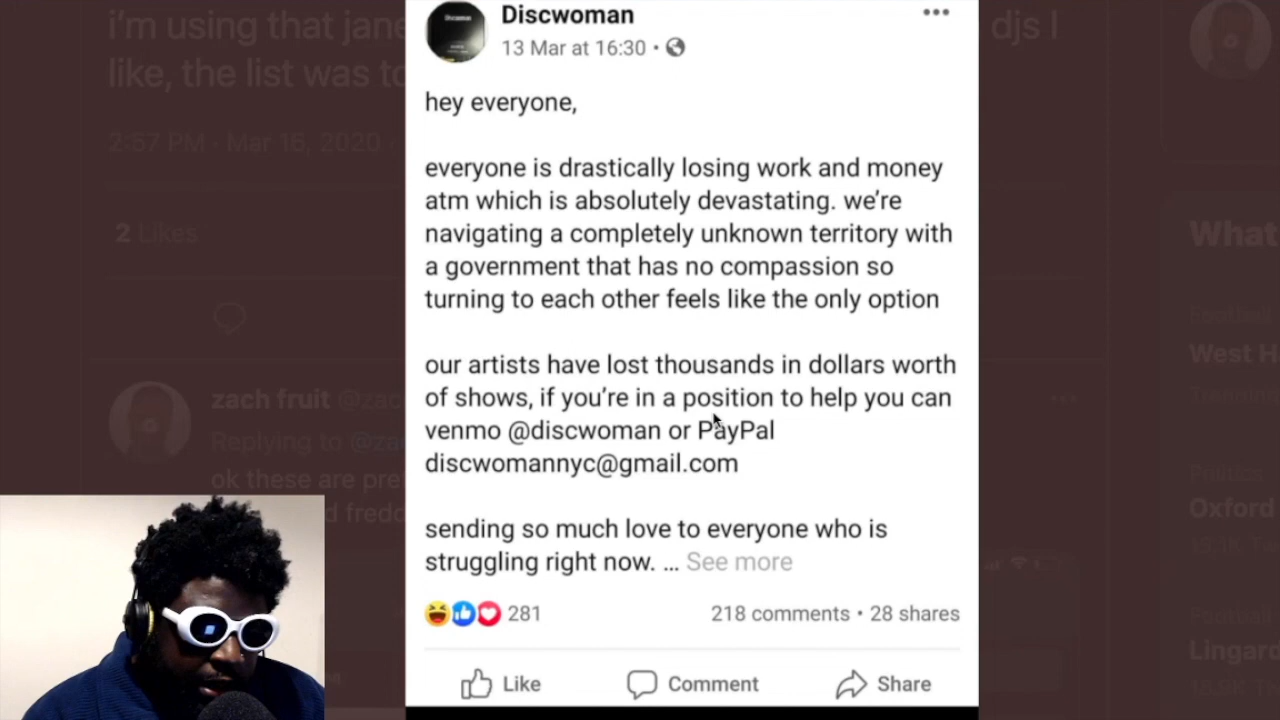 i'm using that jane
djs I
like, the list was to
2:57 PM · Mar 16, 2020
2 Likes
zach fruit @zac
Replying to @za
ok these are pre
d fredd
What
Football
West H
Trending
Politics
Oxford
Football
Lingard
Discwoman
13 Mar at 16:30 ·
hey everyone,
everyone is drastically losing work and money
atm which is absolutely devastating. we’re
navigating a completely unknown territory with
a government that has no compassion so
turning to each other feels like the only option
our artists have lost thousands in dollars worth
of shows, if you’re in a position to help you can
venmo @discwoman or PayPal
discwomannyc@gmail.com
sending so much love to everyone who is
struggling right now. ... See more
281
218 comments · 28 shares
Like
Comment
Share